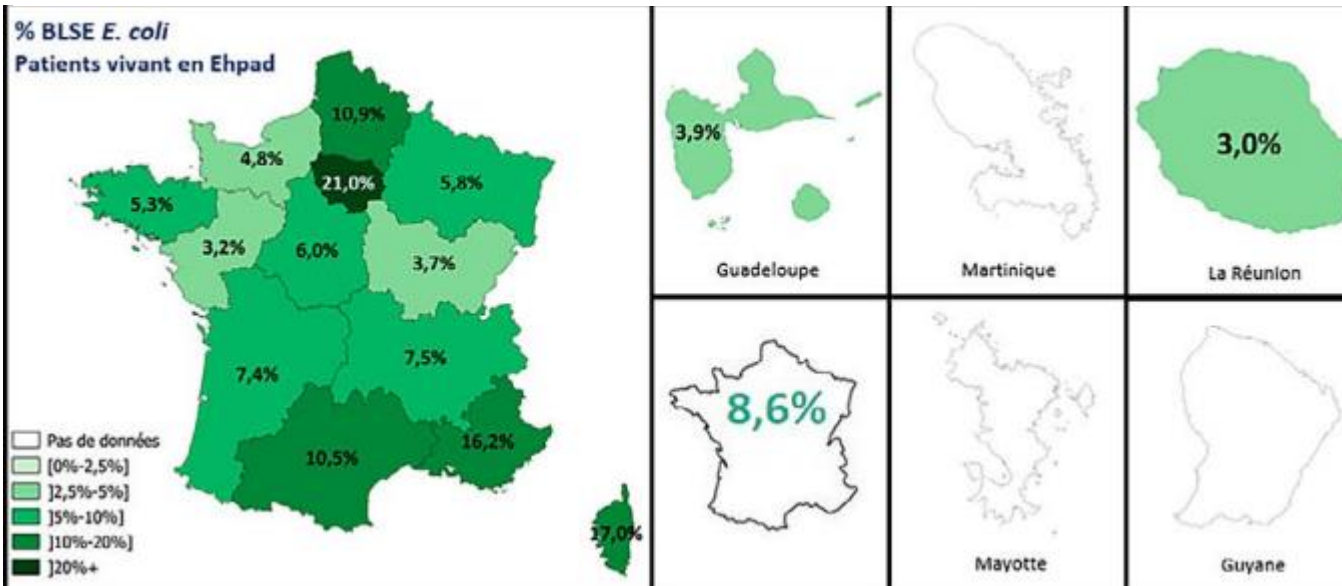 % BLSE E. coli
Patients vivant en Ehpad
10,9%
4,8%
21,0%
5,8%
5,3%
3,2%
6,0%
3,7%
7,4%
7,5%
10,5%
16,2%
17,0%
Pas de données
[0%-2,5%]
]2,5%-5%]
]5%-10%]
]10%-20%]
]20%+
3,9%
Guadeloupe
Martinique
3,0%
La Réunion
8,6%
Mayotte
Guyane